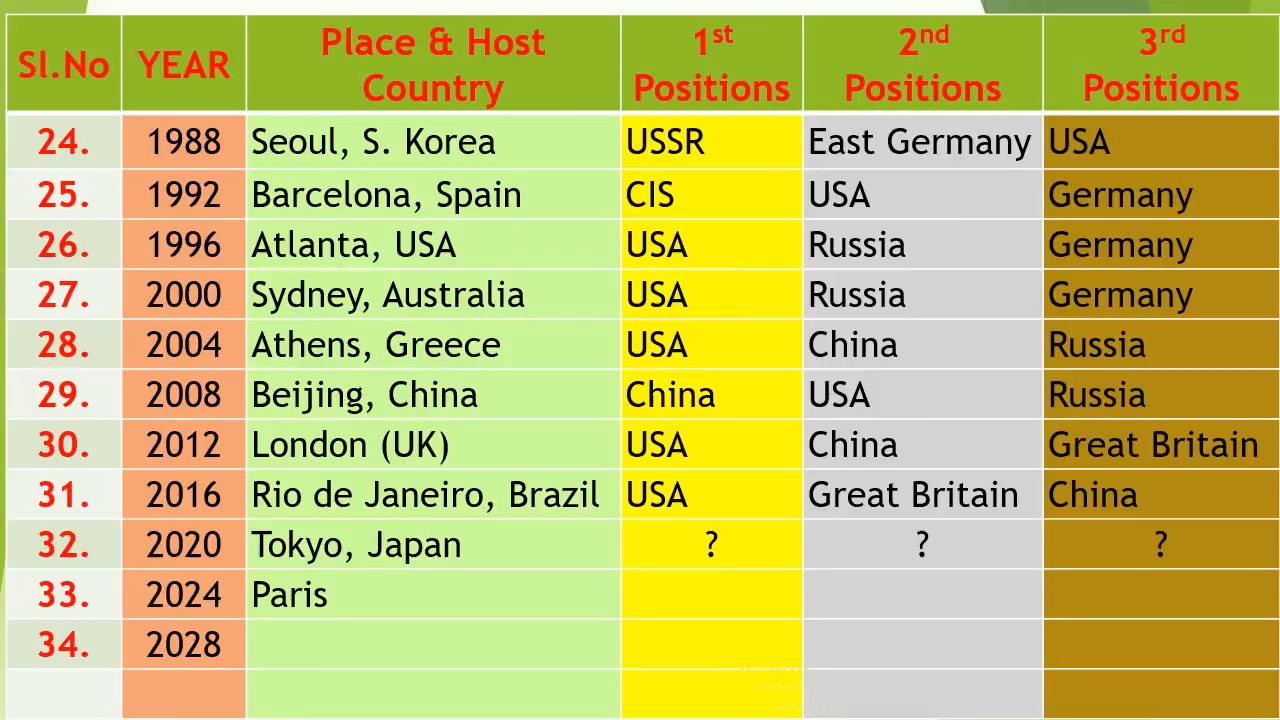 Sl.No YEAR Place & Host Country 1st Positions 2nd Positions 3rd Positions
24. 1988 Seoul, S. Korea USSR East Germany USA
25. 1992 Barcelona, Spain CIS USA Germany
26. 1996 Atlanta, USA USA Russia Germany
27. 2000 Sydney, Australia USA Russia Germany
28. 2004 Athens, Greece USA China Russia
29. 2008 Beijing, China China USA Russia
30. 2012 London (UK) USA China Great Britain
31. 2016 Rio de Janeiro, Brazil USA Great Britain China
32. 2020 Tokyo, Japan ? ? ?
33. 2024 Paris
34. 2028